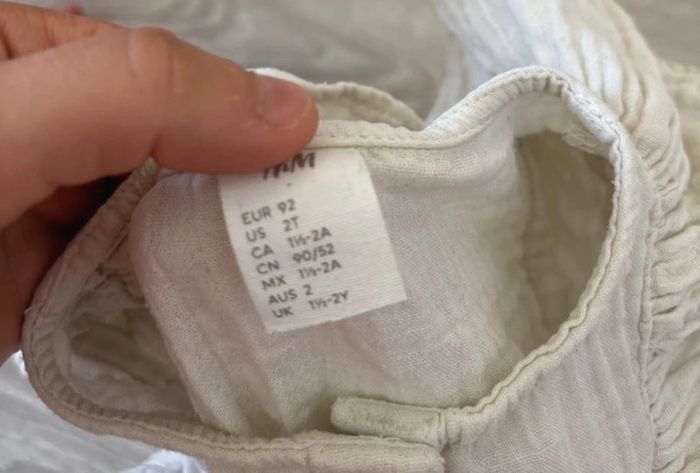 H&M
EUR 92
US 2T
CA 1½-2A
CN 90/52
MX 1½-2A
AUS 2
UK 1½-2Y